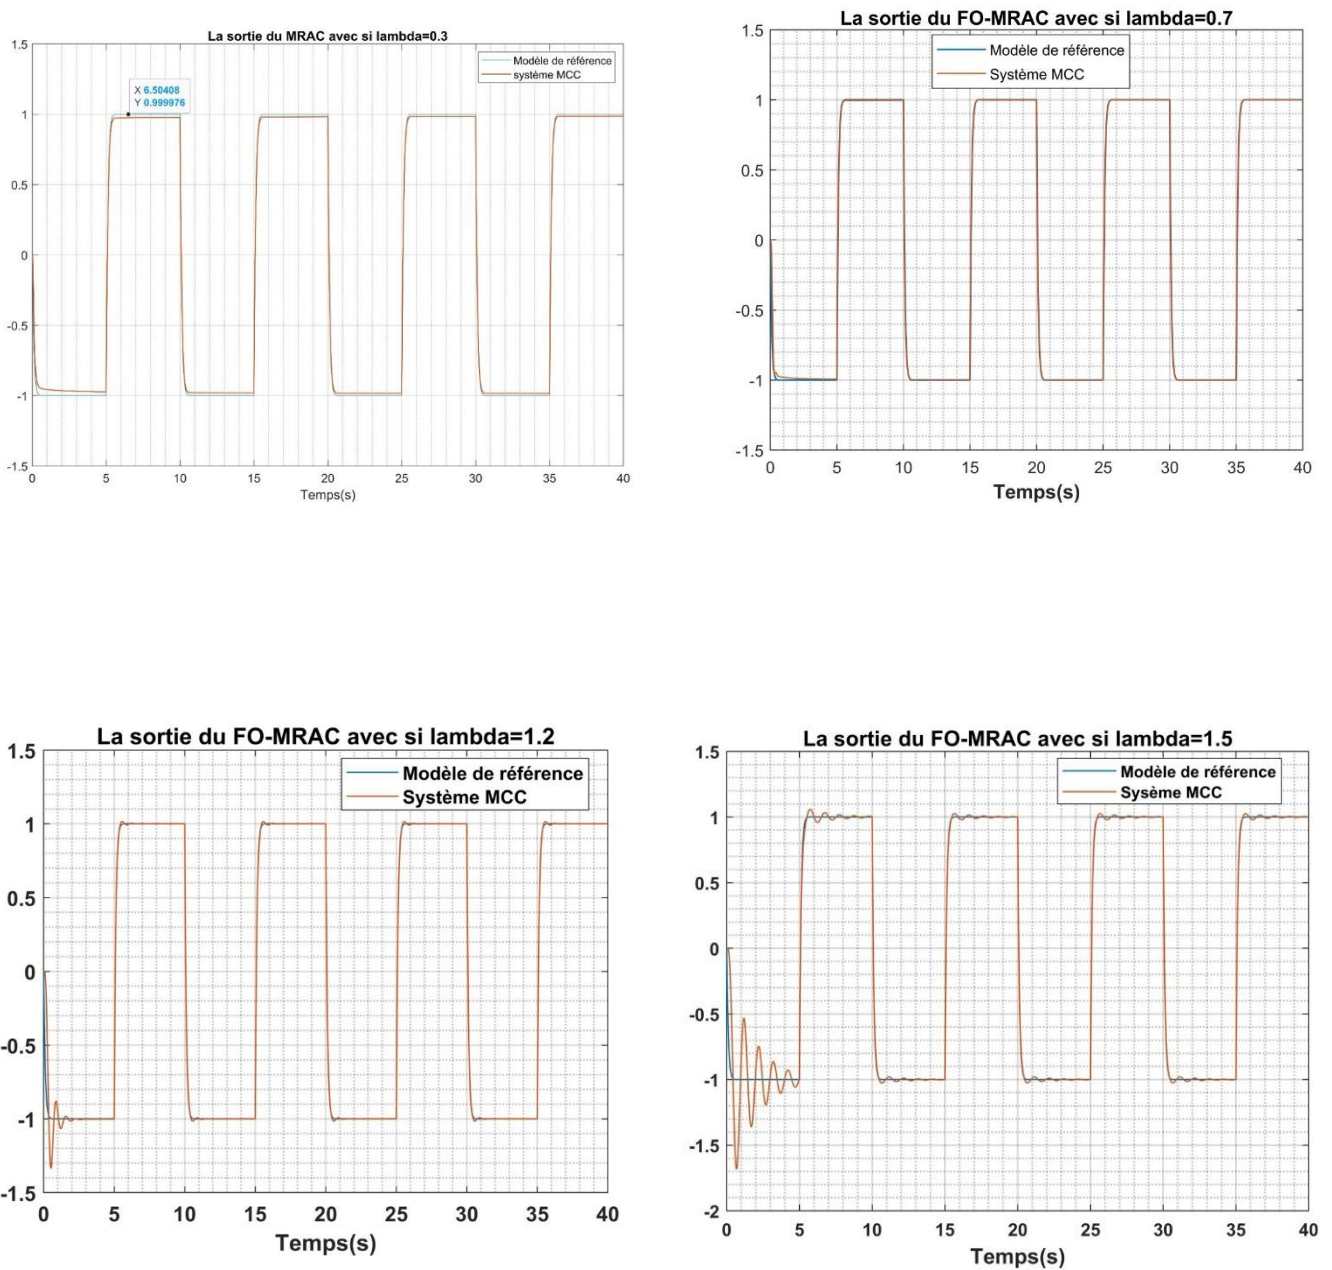 La sortie du MRAC avec si lambda=0.3
1.5
1
0.5
0
-0.5
-1
-1.5
Modèle de référence
système MCC
X 6.50408
Y 0.999976
0 5 10 15 20 25 30 35 40
Temps(s)
La sortie du FO-MRAC avec si lambda=0.7
1.5
1
0.5
0
-0.5
-1
-1.5
Modèle de référence
Système MCC
0 5 10 15 20 25 30 35 40
Temps(s)
La sortie du FO-MRAC avec si lambda=1.2
1.5
1
0.5
0
-0.5
-1
-1.5
Modèle de référence
Système MCC
0 5 10 15 20 25 30 35 40
Temps(s)
La sortie du FO-MRAC avec si lambda=1.5
1.5
1
0.5
0
-0.5
-1
-1.5
-2
Modèle de référence
Sysème MCC
0 5 10 15 20 25 30 35 40
Temps(s)